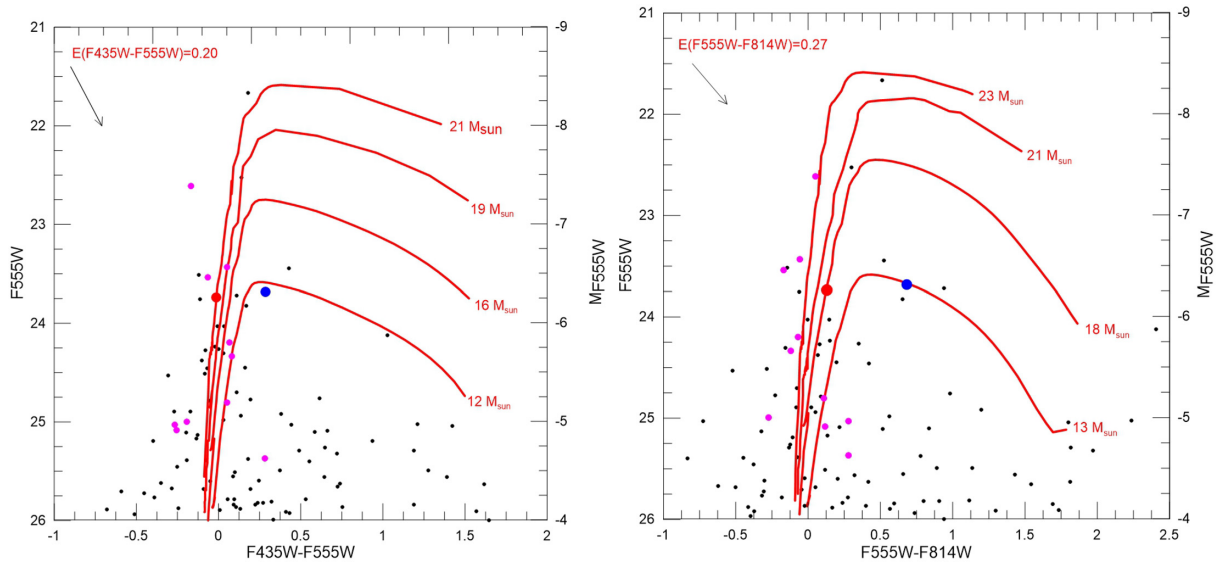 21
22
23
24
25
26
F555W
-1
-0.5
0
0.5
1
1.5
2
F435W-F555W
-9
-8
-7
-6
-5
-4
MF555W
E(F435W-F555W)=0.20
21 Msun
19 Msun
16 Msun
12 Msun
21
22
23
24
25
26
F555W
-1
-0.5
0
0.5
1
1.5
2
2.5
F555W-F814W
-9
-8
-7
-6
-5
-4
MF555W
E(F555W-F814W)=0.27
23 Msun
21 Msun
18 Msun
13 Msun